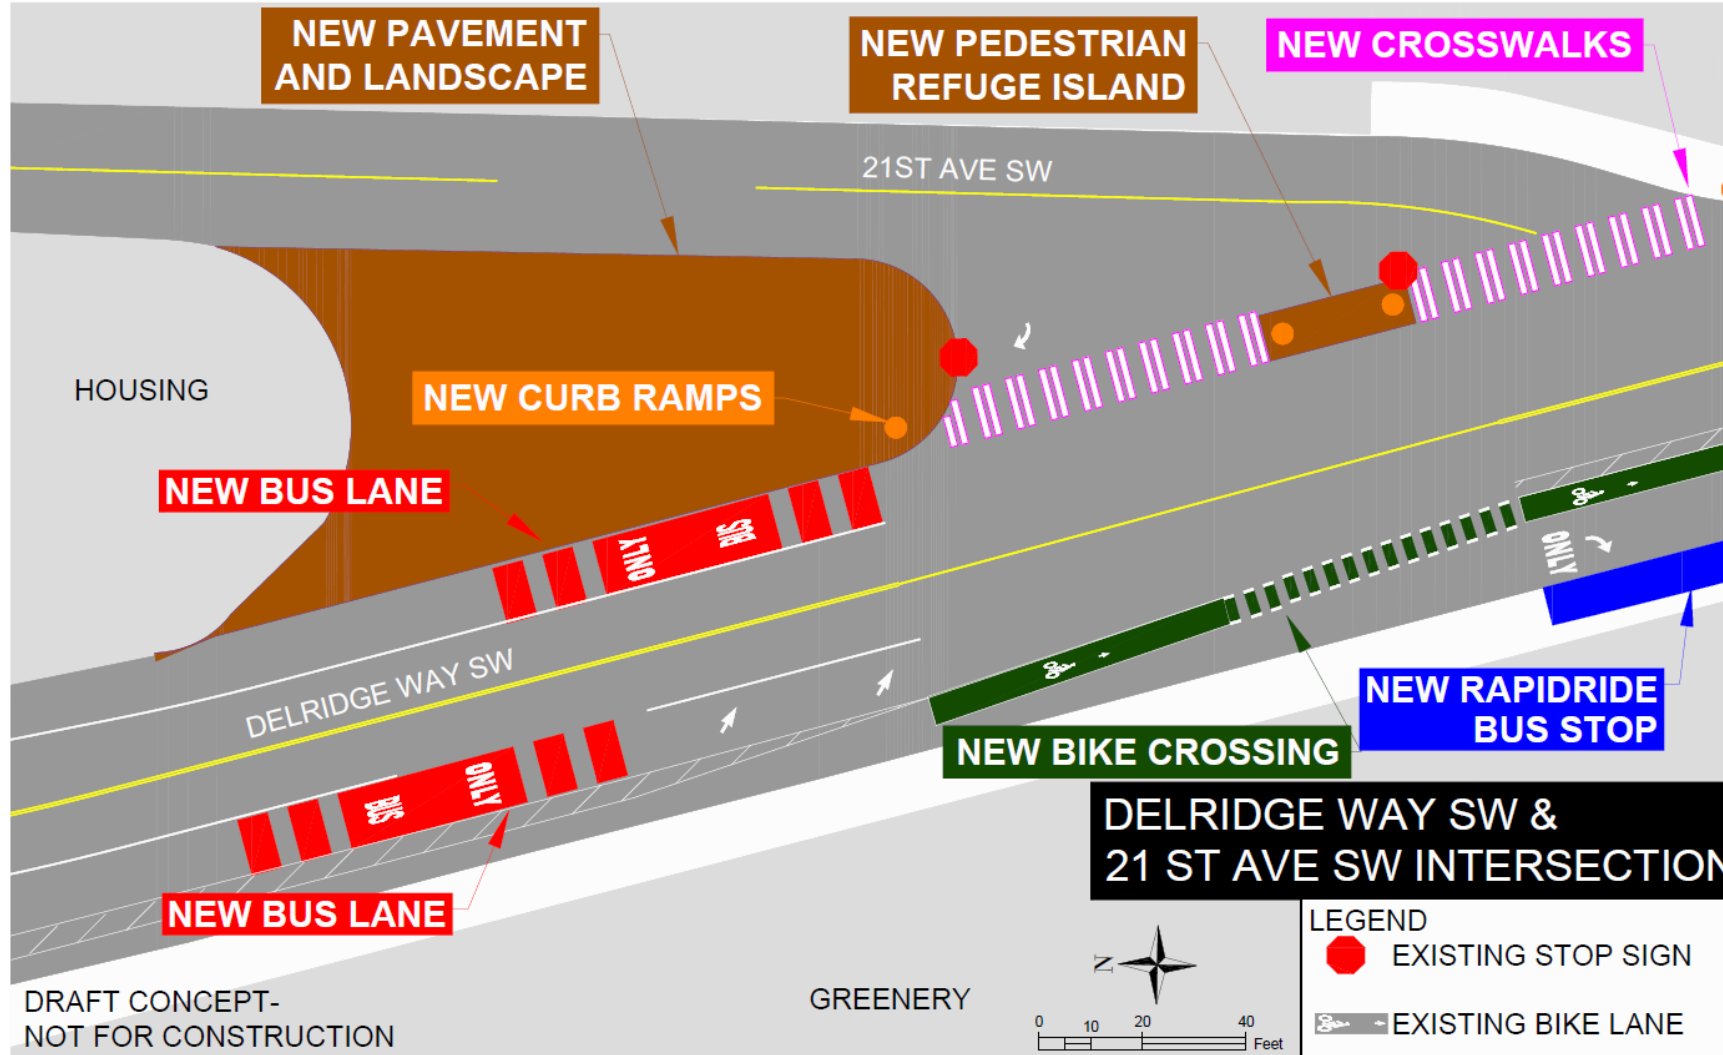 NEW PAVEMENT
AND LANDSCAPE
NEW PEDESTRIAN
REFUGE ISLAND
NEW CROSSWALKS
21ST AVE SW
HOUSING
NEW CURB RAMPS
NEW BUS LANE
BUS
ONLY
ONLY
DELRIDGE WAY SW
NEW RAPIDRIDE
BUS STOP
NEW BIKE CROSSING
BUS
ONLY
DELRIDGE WAY SW &
21 ST AVE SW INTERSECTION
NEW BUS LANE
LEGEND
EXISTING STOP SIGN
EXISTING BIKE LANE
N
GREENERY
0 10 20 40
Feet
DRAFT CONCEPT-
NOT FOR CONSTRUCTION